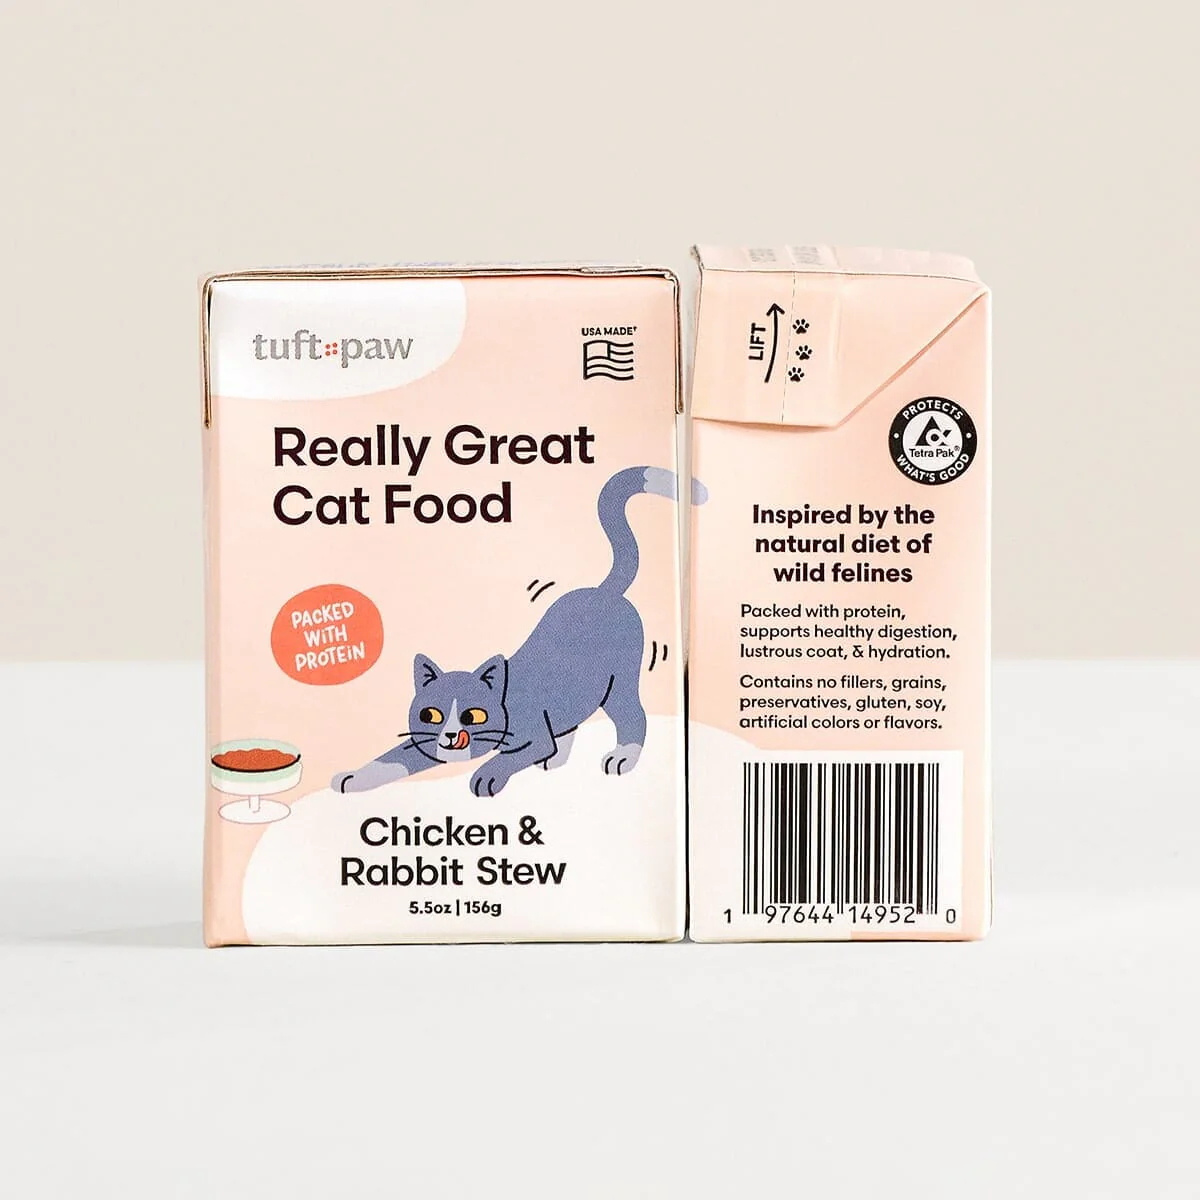 tuft::paw
USA MADE†
Really Great
Cat Food
PACKED
WITH
PROTEIN
Chicken &
Rabbit Stew
5.5oz | 156g
LIFT
PROTECTS
Tetra Pak®
WHAT'S GOOD
Inspired by the
natural diet of
wild felines
Packed with protein,
supports healthy digestion,
lustrous coat, & hydration.
Contains no fillers, grains,
preservatives, gluten, soy,
artificial colors or flavors.
1 97644 14952 0